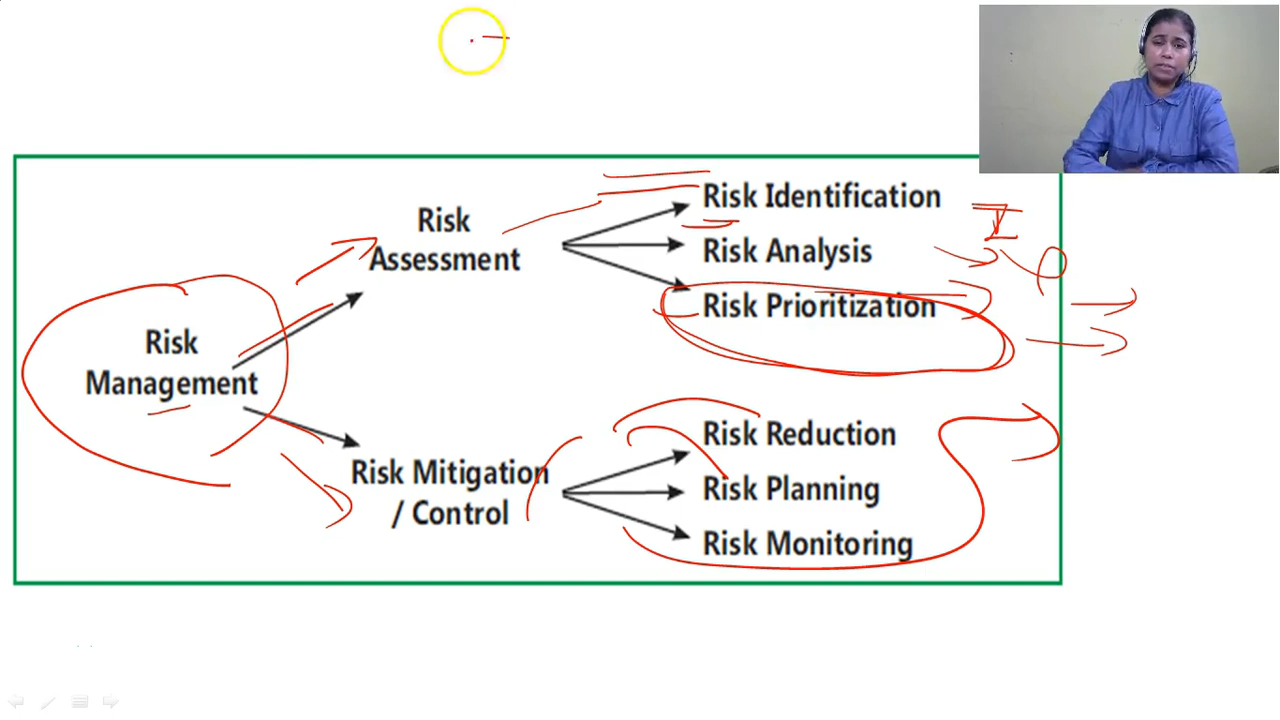 Risk
Assessment
Risk Identification
I
Risk Analysis
Risk Prioritization
Risk
Management
Risk Mitigation
/ Control
Risk Reduction
Risk Planning
Risk Monitoring